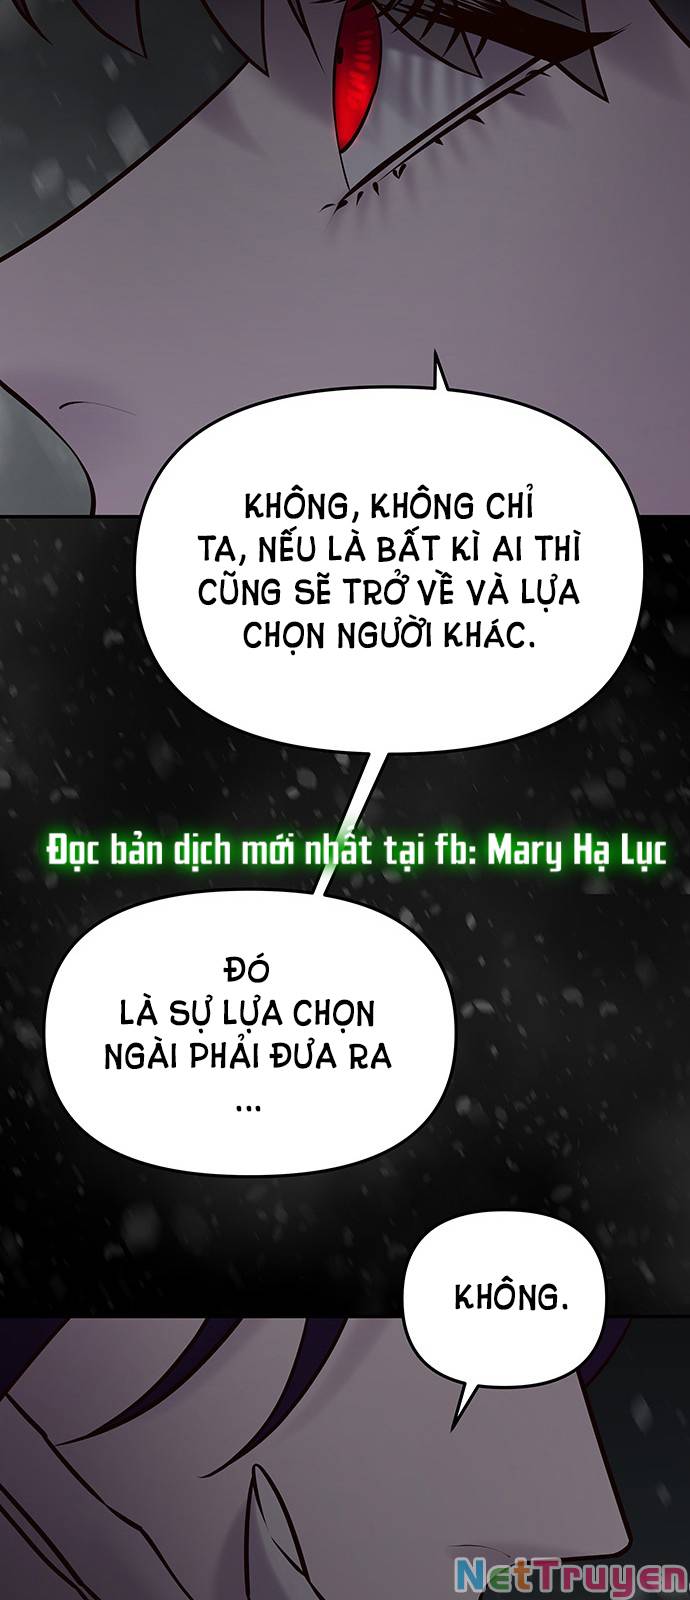 KHÔNG, KHÔNG CHỈ
TA, NẾU LÀ BẤT KÌ AI THÌ
CŨNG SẼ TRỞ VỀ VÀ LỰA
CHỌN NGƯỜI KHÁC.
Đọc bản dịch mới nhất tại fb: Mary Hạ Lục
ĐÓ
LÀ SỰ LỰA CHỌN
NGÀI PHẢI ĐƯA RA
...
KHÔNG.
NetTruyen